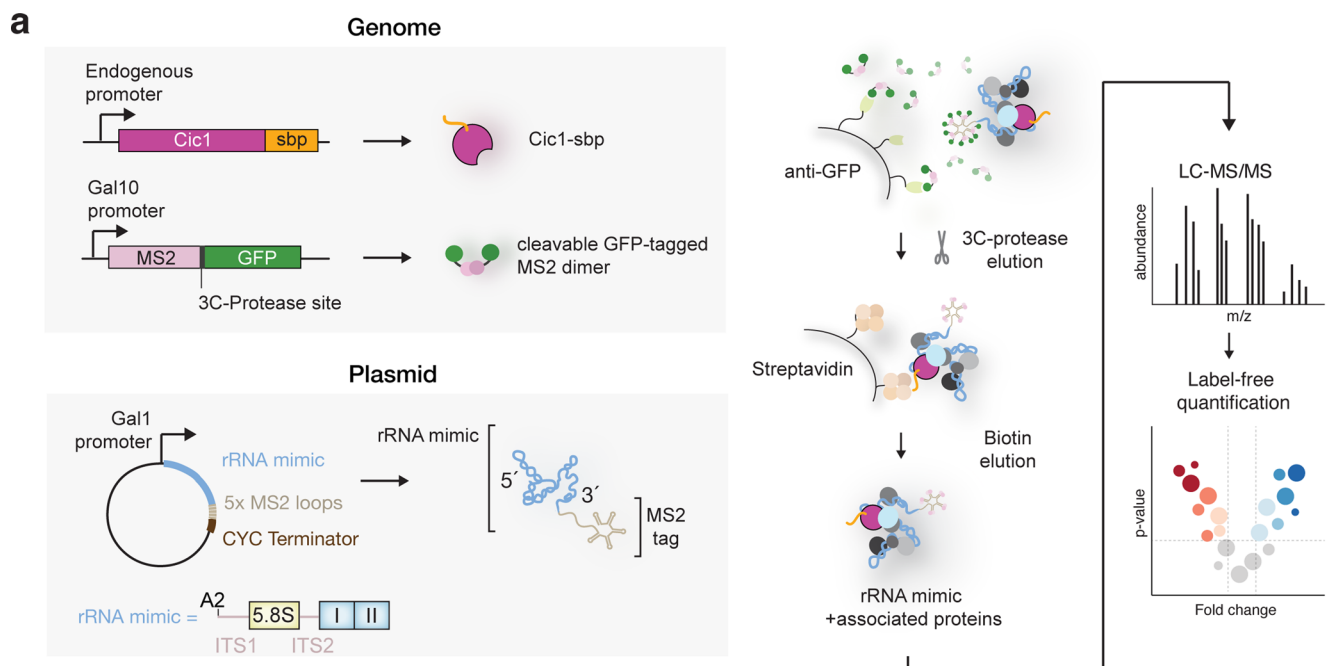 a
Genome
Endogenous
promoter
Cic1
sbp
Cic1-sbp
Gal10
promoter
MS2
GFP
3C-Protease site
cleavable GFP-tagged
MS2 dimer
Plasmid
Gal1
promoter
rRNA mimic
5x MS2 loops
CYC Terminator
rRNA mimic
5´
3´
MS2
tag
rRNA mimic =
A2
5.8S
I
II
ITS1
ITS2
anti-GFP
3C-protease
elution
Streptavidin
Biotin
elution
rRNA mimic
+associated proteins
LC-MS/MS
abundance
m/z
Label-free
quantification
p-value
Fold change